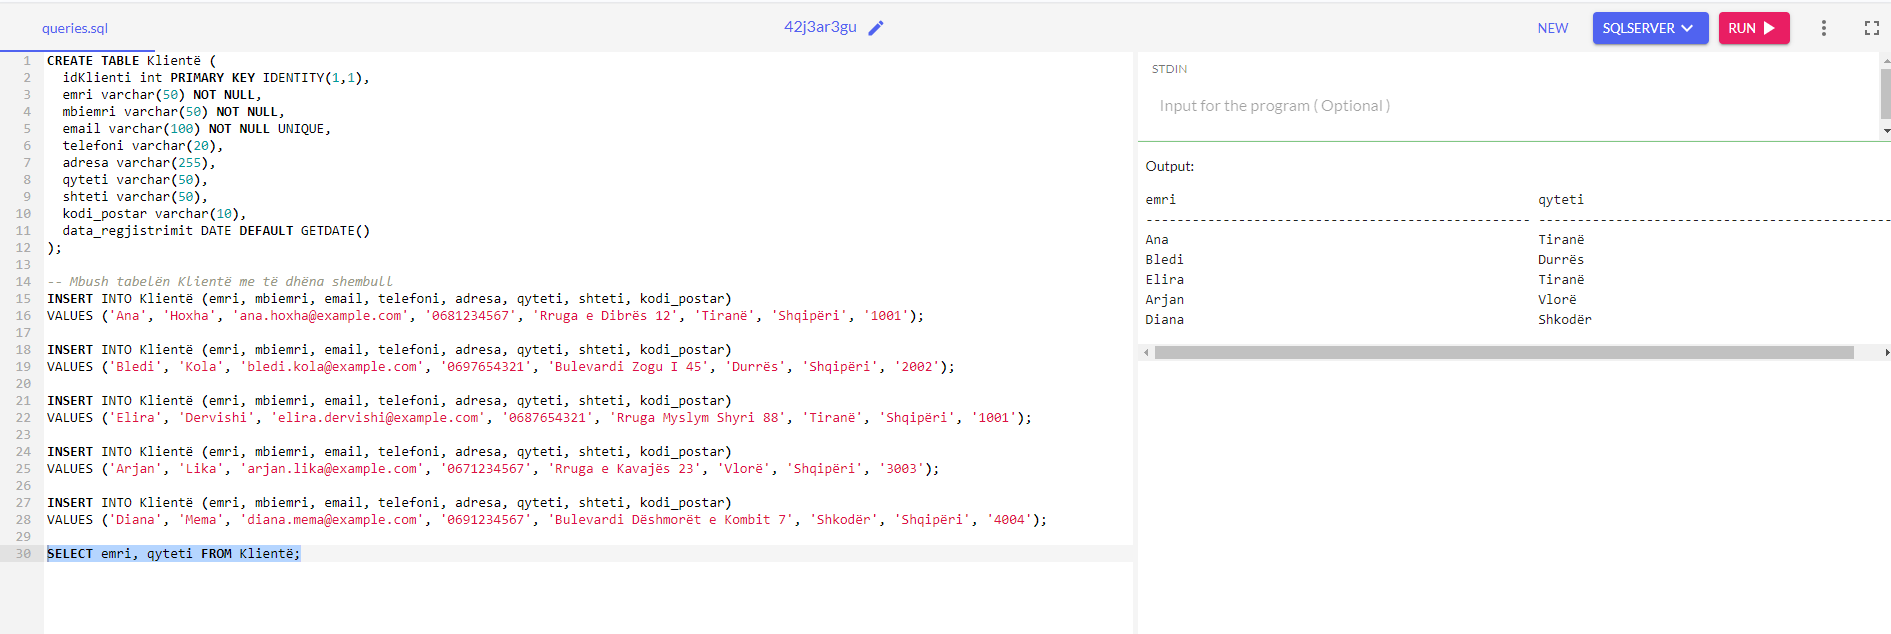 queries.sql
42j3ar3gu
NEW
SQLSERVER
RUN
1 CREATE TABLE Klientë (
2 idKlienti int PRIMARY KEY IDENTITY(1,1),
3 emri varchar(50) NOT NULL,
4 mbiemri varchar(50) NOT NULL,
5 email varchar(100) NOT NULL UNIQUE,
6 telefoni varchar(20),
7 adresa varchar(255),
8 qyteti varchar(50),
9 shteti varchar(50),
10 kodi_postar varchar(10),
11 data_regjistrimit DATE DEFAULT GETDATE()
12 );
13
14 -- Mbush tabelën Klientë me të dhëna shembull
15 INSERT INTO Klientë (emri, mbiemri, email, telefoni, adresa, qyteti, shteti, kodi_postar)
16 VALUES ('Ana', 'Hoxha', 'ana.hoxha@example.com', '0681234567', 'Rruga e Dibrës 12', 'Tiranë', 'Shqipëri', '1001');
17
18 INSERT INTO Klientë (emri, mbiemri, email, telefoni, adresa, qyteti, shteti, kodi_postar)
19 VALUES ('Bledi', 'Kola', 'bledi.kola@example.com', '0697654321', 'Bulevardi Zogu I 45', 'Durrës', 'Shqipëri', '2002');
20
21 INSERT INTO Klientë (emri, mbiemri, email, telefoni, adresa, qyteti, shteti, kodi_postar)
22 VALUES ('Elira', 'Dervishi', 'elira.dervishi@example.com', '0687654321', 'Rruga Myslym Shyri 88', 'Tiranë', 'Shqipëri', '1001');
23
24 INSERT INTO Klientë (emri, mbiemri, email, telefoni, adresa, qyteti, shteti, kodi_postar)
25 VALUES ('Arjan', 'Lika', 'arjan.lika@example.com', '0671234567', 'Rruga e Kavajës 23', 'Vlorë', 'Shqipëri', '3003');
26
27 INSERT INTO Klientë (emri, mbiemri, email, telefoni, adresa, qyteti, shteti, kodi_postar)
28 VALUES ('Diana', 'Mema', 'diana.mema@example.com', '0691234567', 'Bulevardi Dëshmorët e Kombit 7', 'Shkodër', 'Shqipëri', '4004');
29
30 SELECT emri, qyteti FROM Klientë;
STDIN
Input for the program ( Optional )
Output:
emri qyteti
-------------------------------------------------- ----------------------------------------------
Ana Tiranë
Bledi Durrës
Elira Tiranë
Arjan Vlorë
Diana Shkodër